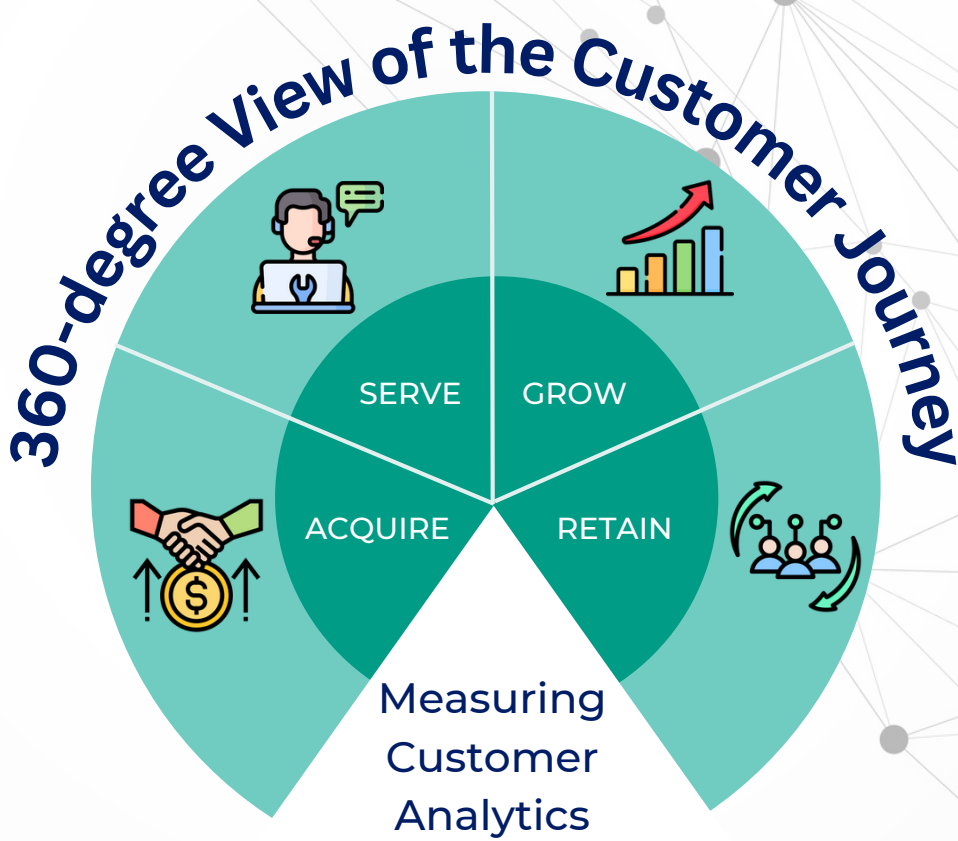 360-degree View of the Customer Journey
SERVE
GROW
ACQUIRE
RETAIN
$
Measuring
Customer
Analytics